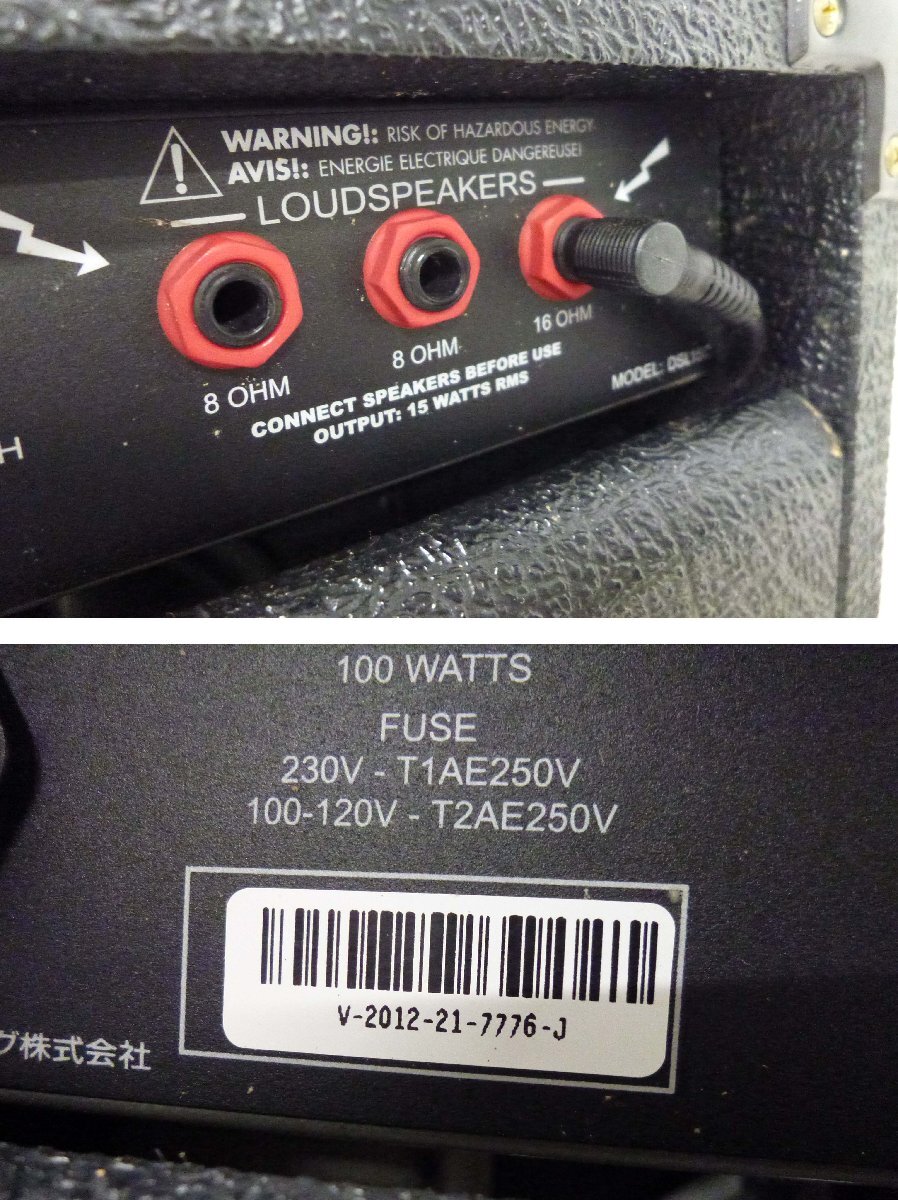 WARNING!: RISK OF HAZARDOUS ENERGY.
AVIS!: ENERGIE ELECTRIQUE DANGEREUSE!
LOUDSPEAKERS
8 OHM
8 OHM
16 OHM
CONNECT SPEAKERS BEFORE USE
OUTPUT: 15 WATTS RMS
MODEL:
H
100 WATTS
FUSE
230V - T1AE250V
100-120V - T2AE250V
V-2012-21-7776-J
グ株式会社